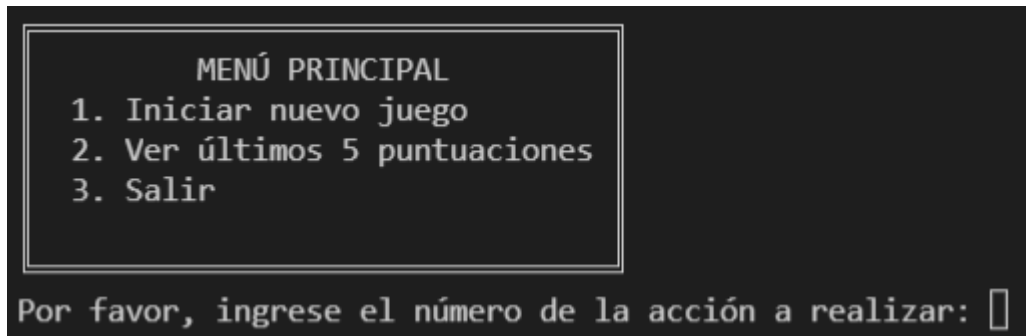 MENÚ PRINCIPAL
1. Iniciar nuevo juego
2. Ver últimos 5 puntuaciones
3. Salir
Por favor, ingrese el número de la acción a realizar: